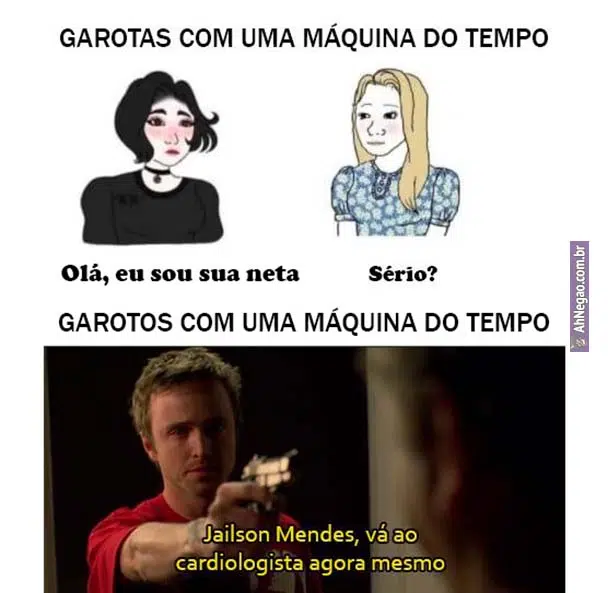 GAROTAS COM UMA MÁQUINA DO TEMPO
Olá, eu sou sua neta
Sério?
AhNegao.com.br
GAROTOS COM UMA MÁQUINA DO TEMPO
Jailson Mendes, vá ao
cardiologista agora mesmo